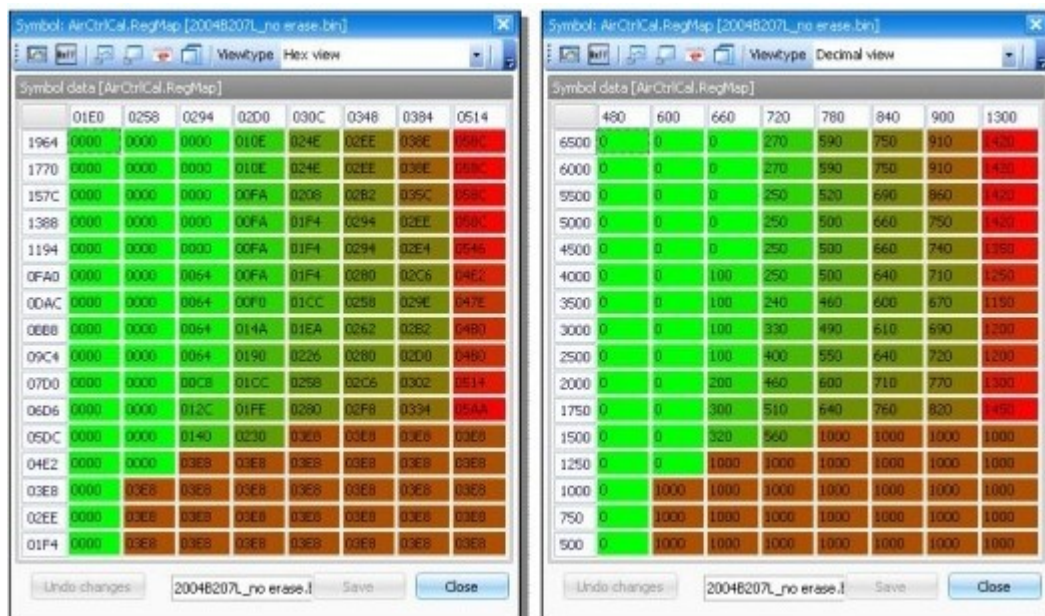 Symbol: AirCtrlCal.RegMap [2004B207L_no erase.bin]
Viewtype Hex view
Symbol data [AirCtrlCal.RegMap]
01E0 0258 0294 02D0 030C 0348 0384 0514
1964 0000 0000 0000 010E 024E 02EE 038E 058C
1770 0000 0000 0000 010E 024E 02EE 038E 058C
157C 0000 0000 0000 00FA 0208 02B2 035C 058C
1388 0000 0000 0000 00FA 01F4 0294 02EE 058C
1194 0000 0000 0000 00FA 01F4 0294 02E4 0546
0FA0 0000 0000 0064 00FA 01F4 0280 02C6 04E2
0DAC 0000 0000 0064 00F0 01CC 0258 029E 047E
0BB8 0000 0000 0064 014A 01EA 0262 02B2 04B0
09C4 0000 0000 0064 0190 0226 0280 02D0 04B0
07D0 0000 0000 00C8 01CC 0258 02C6 0302 0514
06D6 0000 0000 012C 01FE 0280 02F8 0334 05AA
05DC 0000 0000 0140 0230 03E8 03E8 03E8 03E8
04E2 0000 0000 03E8 03E8 03E8 03E8 03E8 03E8
03E8 0000 03E8 03E8 03E8 03E8 03E8 03E8 03E8
02EE 0000 03E8 03E8 03E8 03E8 03E8 03E8 03E8
01F4 0000 03E8 03E8 03E8 03E8 03E8 03E8 03E8
Undo changes 2004B207L_no erase.b Save Close
Symbol: AirCtrlCal.RegMap [2004B207L_no erase.bin]
Viewtype Decimal view
Symbol data [AirCtrlCal.RegMap]
480 600 660 720 780 840 900 1300
6500 0 0 0 270 590 750 910 1420
6000 0 0 0 270 590 750 910 1420
5500 0 0 0 250 520 690 860 1420
5000 0 0 0 250 500 660 750 1420
4500 0 0 0 250 500 660 740 1350
4000 0 0 100 250 500 640 710 1250
3500 0 0 100 240 460 600 670 1150
3000 0 0 100 330 490 610 690 1200
2500 0 0 100 400 550 640 720 1200
2000 0 0 200 460 600 710 770 1300
1750 0 0 300 510 640 760 820 1450
1500 0 0 320 560 1000 1000 1000 1000
1250 0 0 1000 1000 1000 1000 1000 1000
1000 0 1000 1000 1000 1000 1000 1000 1000
750 0 1000 1000 1000 1000 1000 1000 1000
500 0 1000 1000 1000 1000 1000 1000 1000
Undo changes 2004B207L_no erase.b Save Close